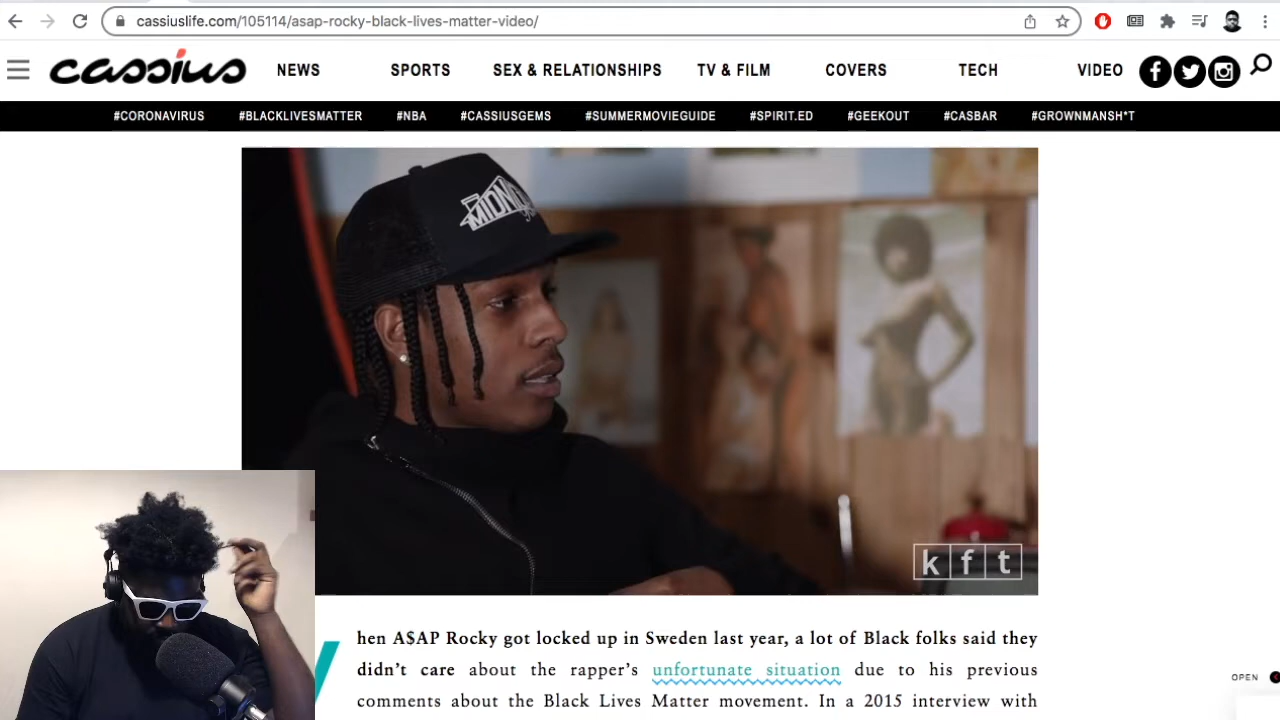 cassiuslife.com/105114/asap-rocky-black-lives-matter-video/
cassius NEWS SPORTS SEX & RELATIONSHIPS TV & FILM COVERS TECH VIDEO
#CORONAVIRUS #BLACKLIVESMATTER #NBA #CASSIUSGEMS #SUMMERMOVIEGUIDE #SPIRIT.ED #GEEKOUT #CASBAR #GROWNMANSH*T
kft
hen A$AP Rocky got locked up in Sweden last year, a lot of Black folks said they
didn't care about the rapper's unfortunate situation due to his previous
comments about the Black Lives Matter movement. In a 2015 interview with
OPEN